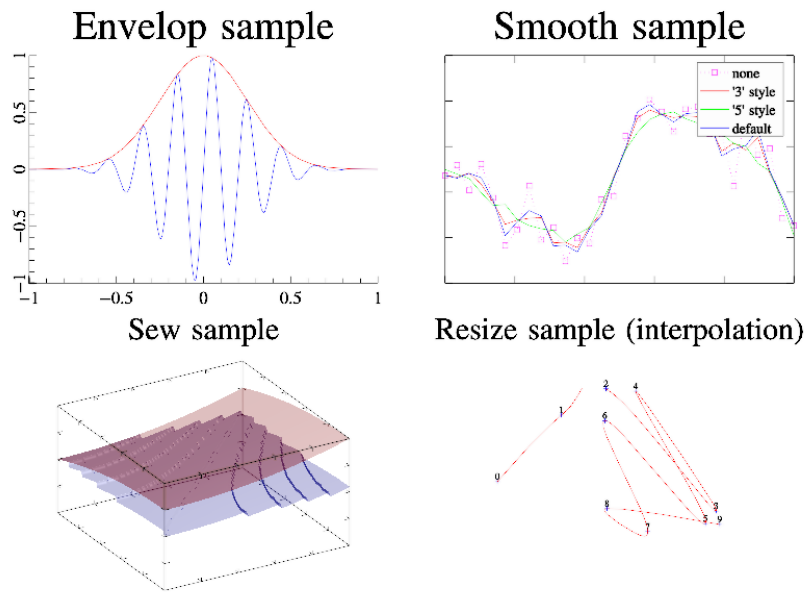 Envelop sample
Smooth sample
none
'3' style
'5' style
default
1
0.5
0
−0.5
−1
−1
−0.5
0
0.5
1
Sew sample
Resize sample (interpolation)
0
1
2
4
6
8
7
5
9